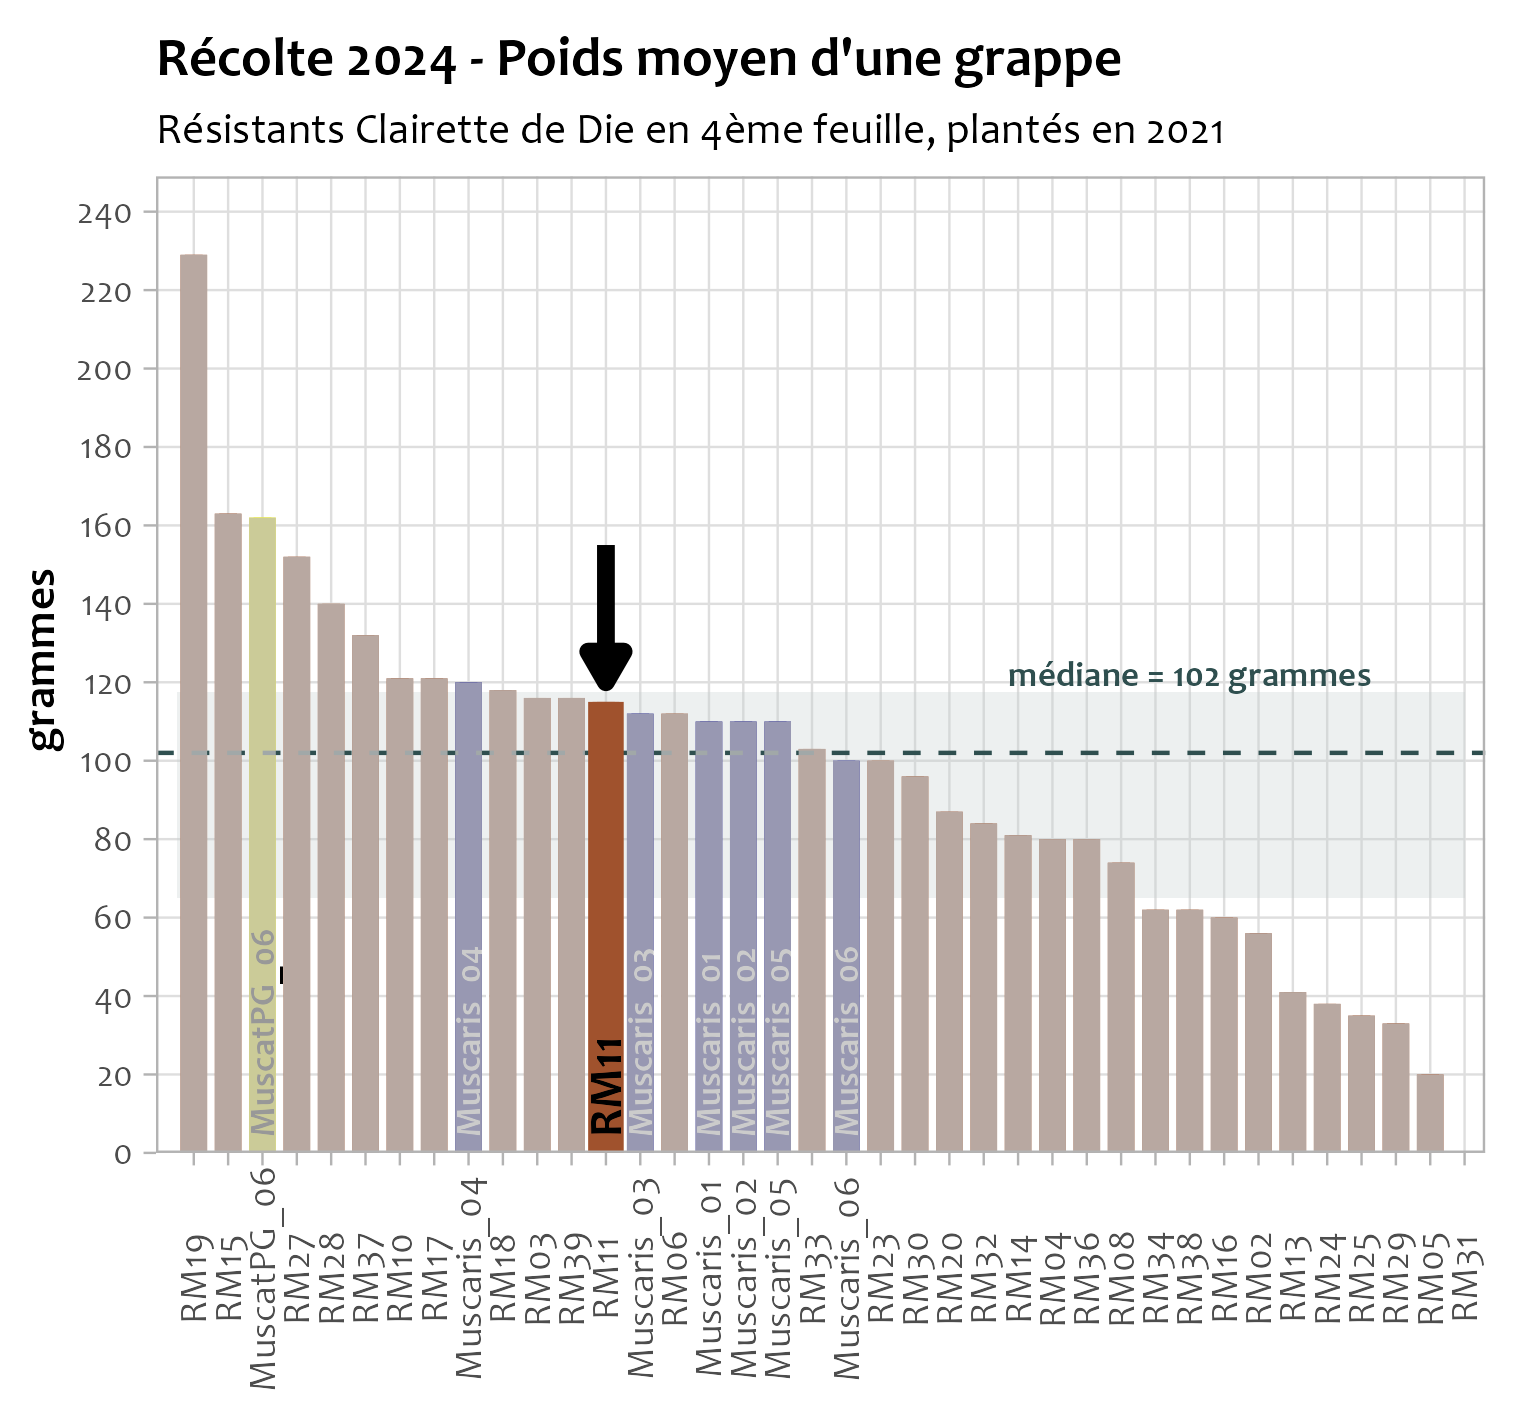 Récolte 2024 - Poids moyen d'une grappe
Résistants Clairette de Die en 4ème feuille, plantés en 2021
grammes
240
220
200
180
160
140
120
100
80
60
40
20
0
médiane = 102 grammes
MuscatPG_06
Muscaris_04
RM11
Muscaris_03
Muscaris_01
Muscaris_02
Muscaris_05
Muscaris_06
RM19
RM15
MuscatPG_06
RM27
RM28
RM37
RM10
RM17
Muscaris_04
RM18
RM03
RM39
RM11
Muscaris_03
RM06
Muscaris_01
Muscaris_02
Muscaris_05
RM33
Muscaris_06
RM23
RM30
RM20
RM32
RM14
RM04
RM36
RM08
RM34
RM38
RM16
RM02
RM13
RM24
RM25
RM29
RM05
RM31